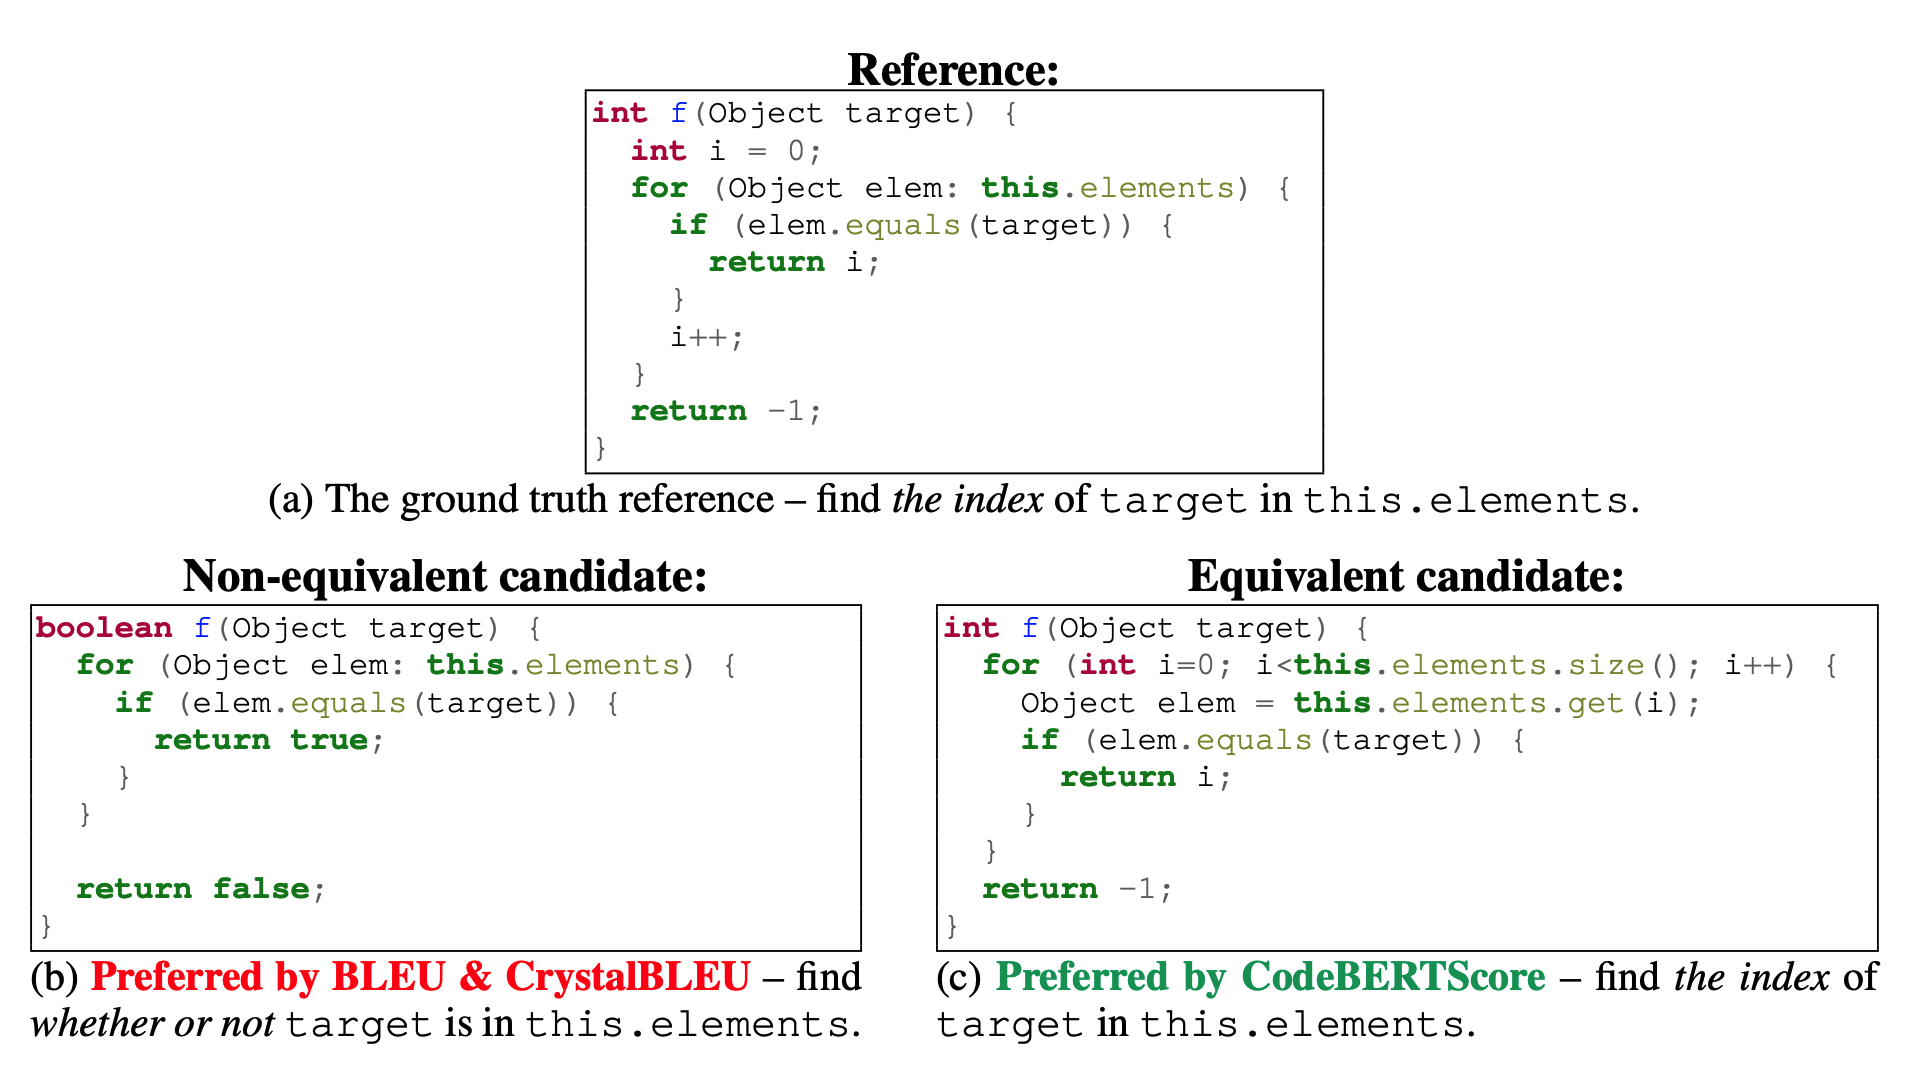 Reference:
int f(Object target) {
  int i = 0;
  for (Object elem: this.elements) {
    if (elem.equals(target)) {
      return i;
    }
    i++;
  }
  return -1;
}
(a) The ground truth reference – find the index of target in this.elements.
Non-equivalent candidate:
boolean f(Object target) {
  for (Object elem: this.elements) {
    if (elem.equals(target)) {
      return true;
    }
  }
  return false;
}
(b) Preferred by BLEU & CrystalBLEU – find
whether or not target is in this.elements.
Equivalent candidate:
int f(Object target) {
  for (int i=0; i<this.elements.size(); i++) {
    Object elem = this.elements.get(i);
    if (elem.equals(target)) {
      return i;
    }
  }
  return -1;
}
(c) Preferred by CodeBERTScore – find the index of
target in this.elements.